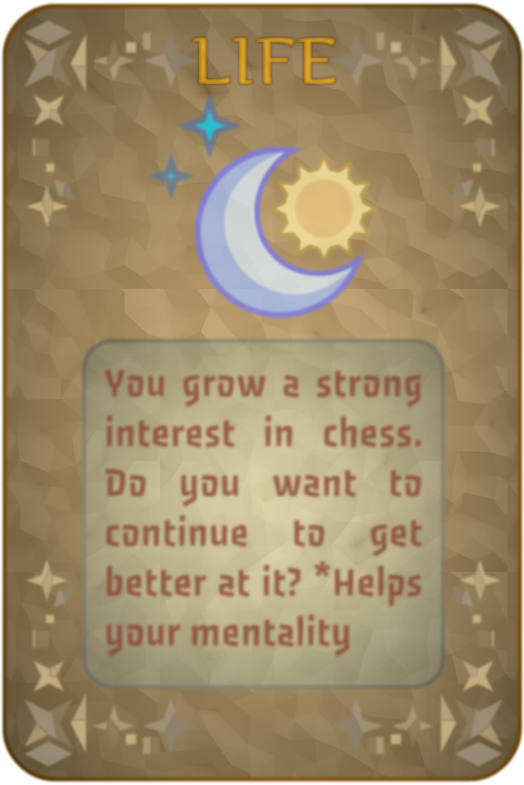 LIFE
You grow a strong
interest in chess.
Do you want to
continue to get
better at it? *Helps
your mentality